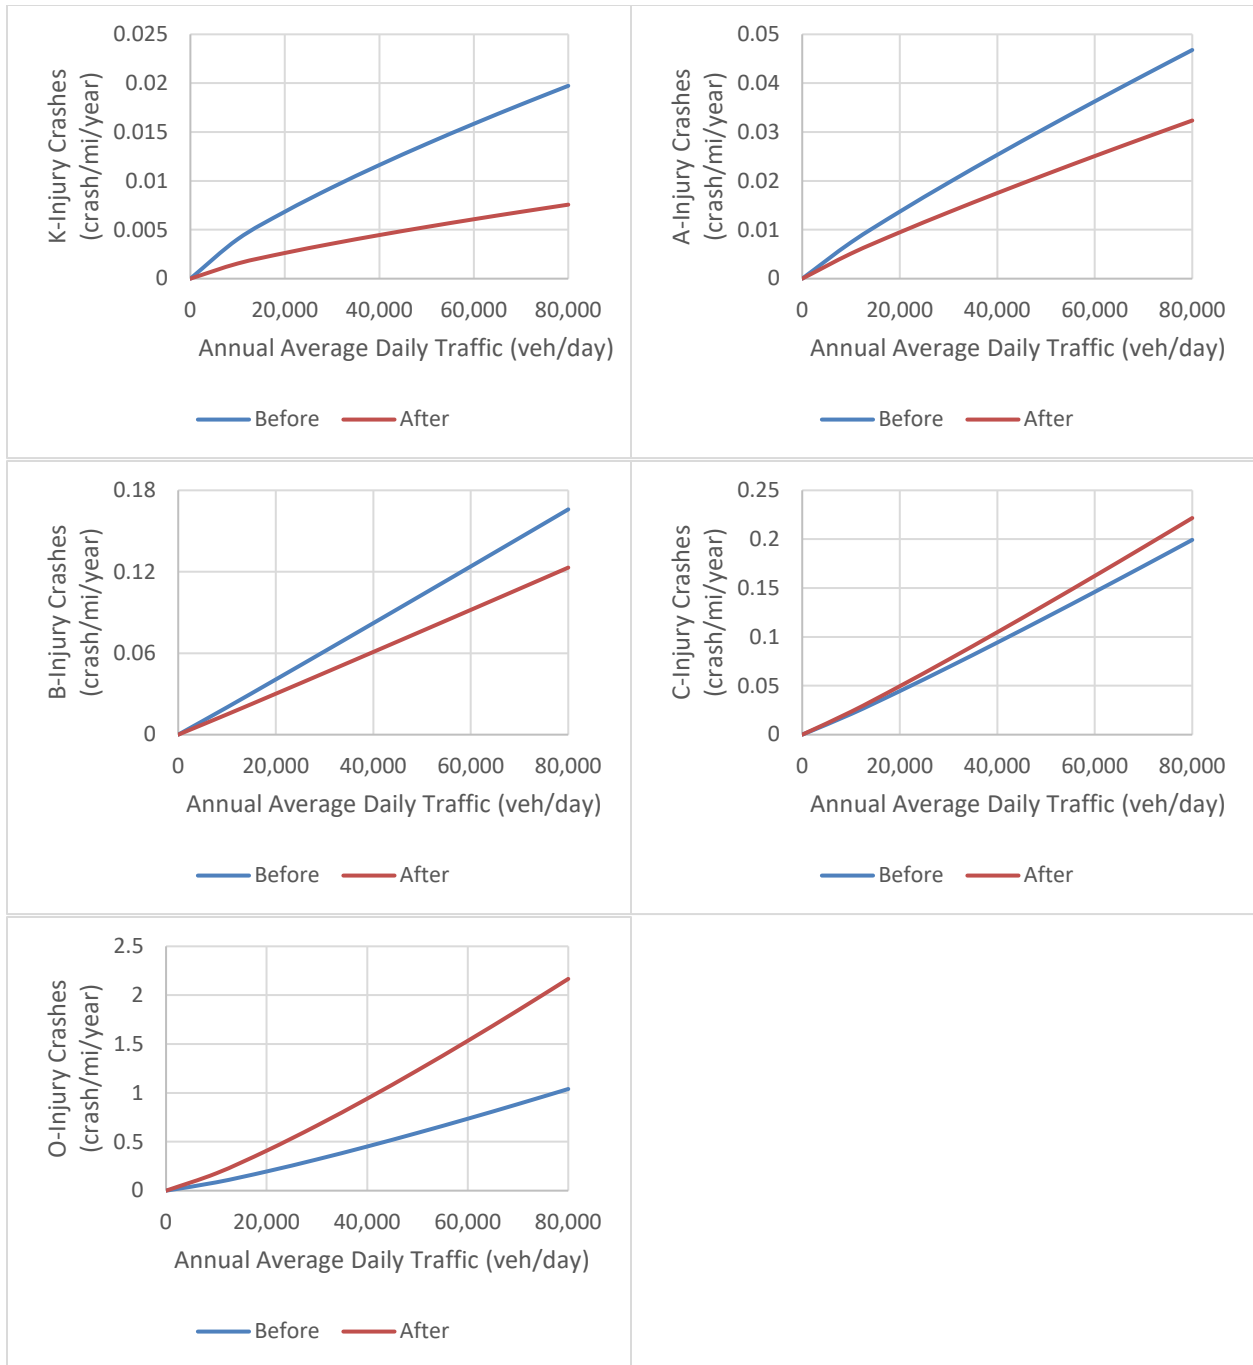 K-Injury Crashes
(crash/mi/year)
0.025
0.02
0.015
0.01
0.005
0
0 20,000 40,000 60,000 80,000
Annual Average Daily Traffic (veh/day)
Before After
A-Injury Crashes
(crash/mi/year)
0.05
0.04
0.03
0.02
0.01
0
0 20,000 40,000 60,000 80,000
Annual Average Daily Traffic (veh/day)
Before After
B-Injury Crashes
(crash/mi/year)
0.18
0.12
0.06
0
0 20,000 40,000 60,000 80,000
Annual Average Daily Traffic (veh/day)
Before After
C-Injury Crashes
(crash/mi/year)
0.25
0.2
0.15
0.1
0.05
0
0 20,000 40,000 60,000 80,000
Annual Average Daily Traffic (veh/day)
Before After
O-Injury Crashes
(crash/mi/year)
2.5
2
1.5
1
0.5
0
0 20,000 40,000 60,000 80,000
Annual Average Daily Traffic (veh/day)
Before After